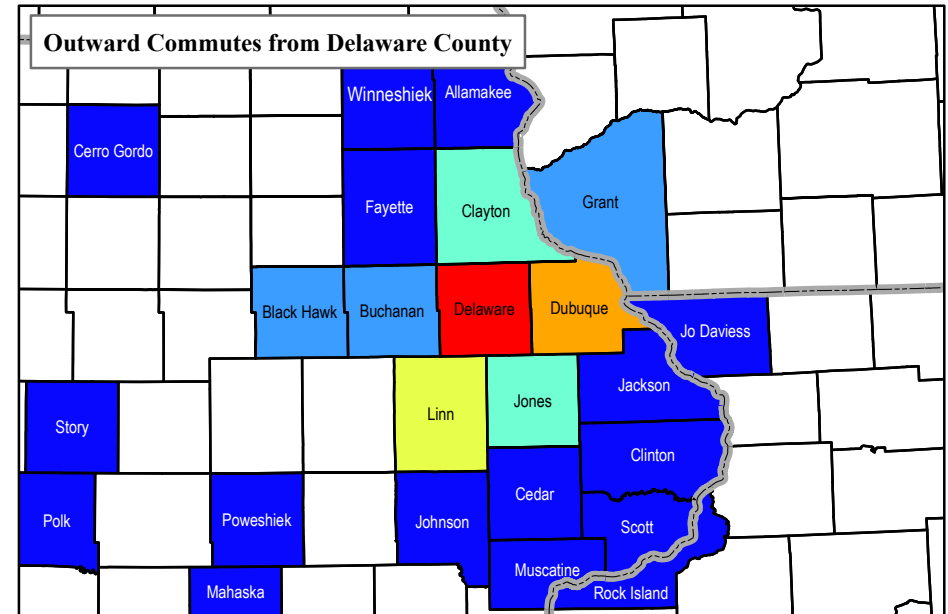 Outward Commutes from Delaware County
Winneshiek
Allamakee
Cerro Gordo
Fayette
Clayton
Grant
Black Hawk
Buchanan
Delaware
Dubuque
Jo Daviess
Jackson
Story
Linn
Jones
Clinton
Cedar
Polk
Poweshiek
Johnson
Scott
Muscatine
Mahaska
Rock Island